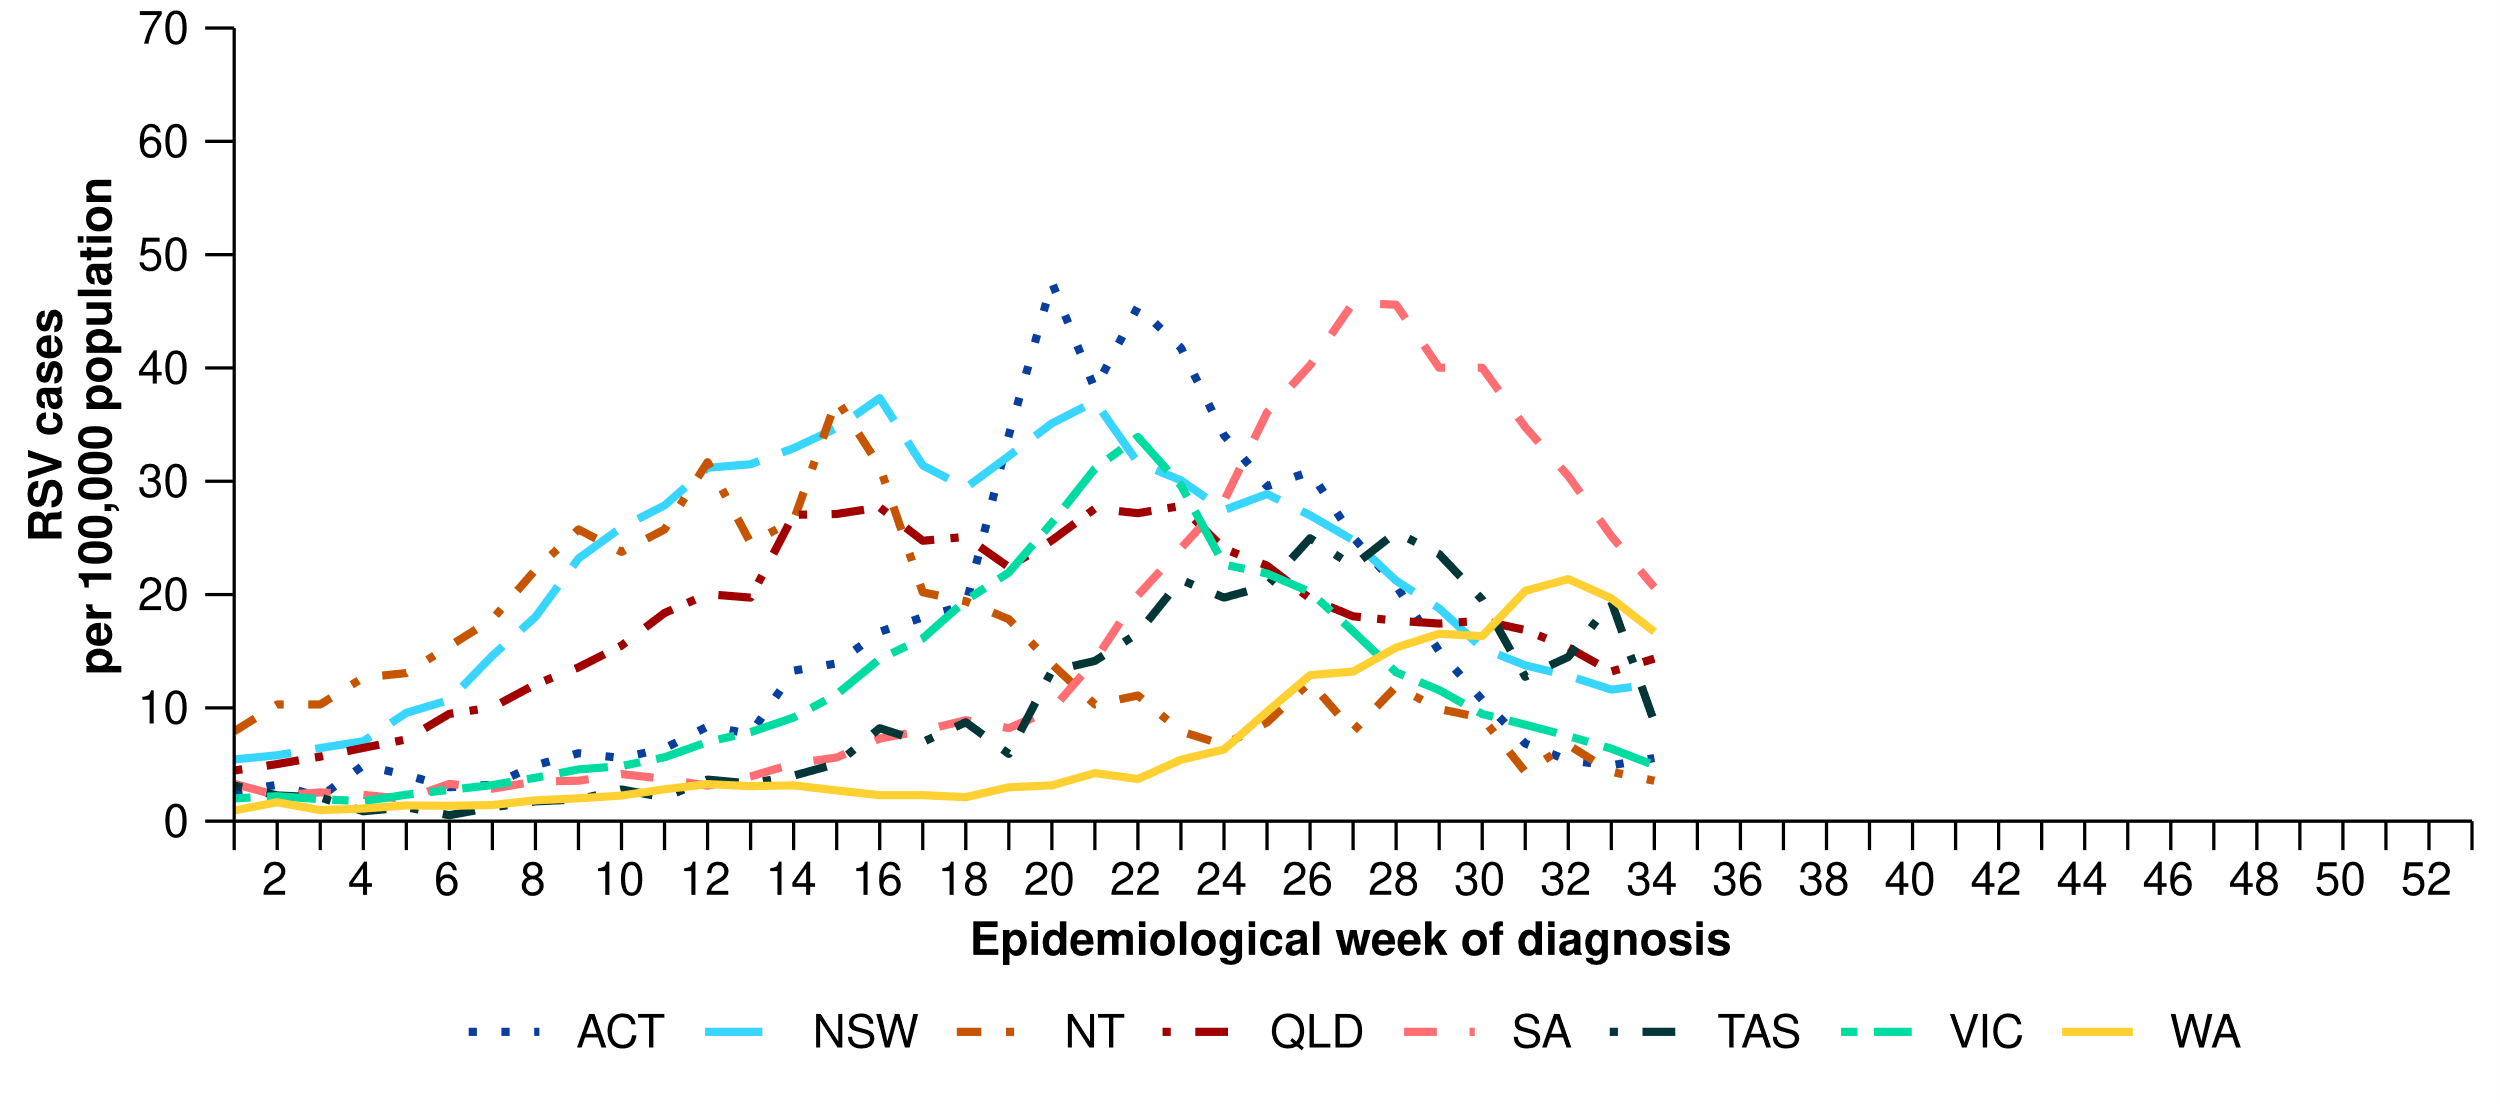 70
60
50
40
30
20
10
0
RSV cases
per 100,000 population
2 4 6 8 10 12 14 16 18 20 22 24 26 28 30 32 34 36 38 40 42 44 46 48 50 52
Epidemiological week of diagnosis
ACT NSW NT QLD SA TAS VIC WA